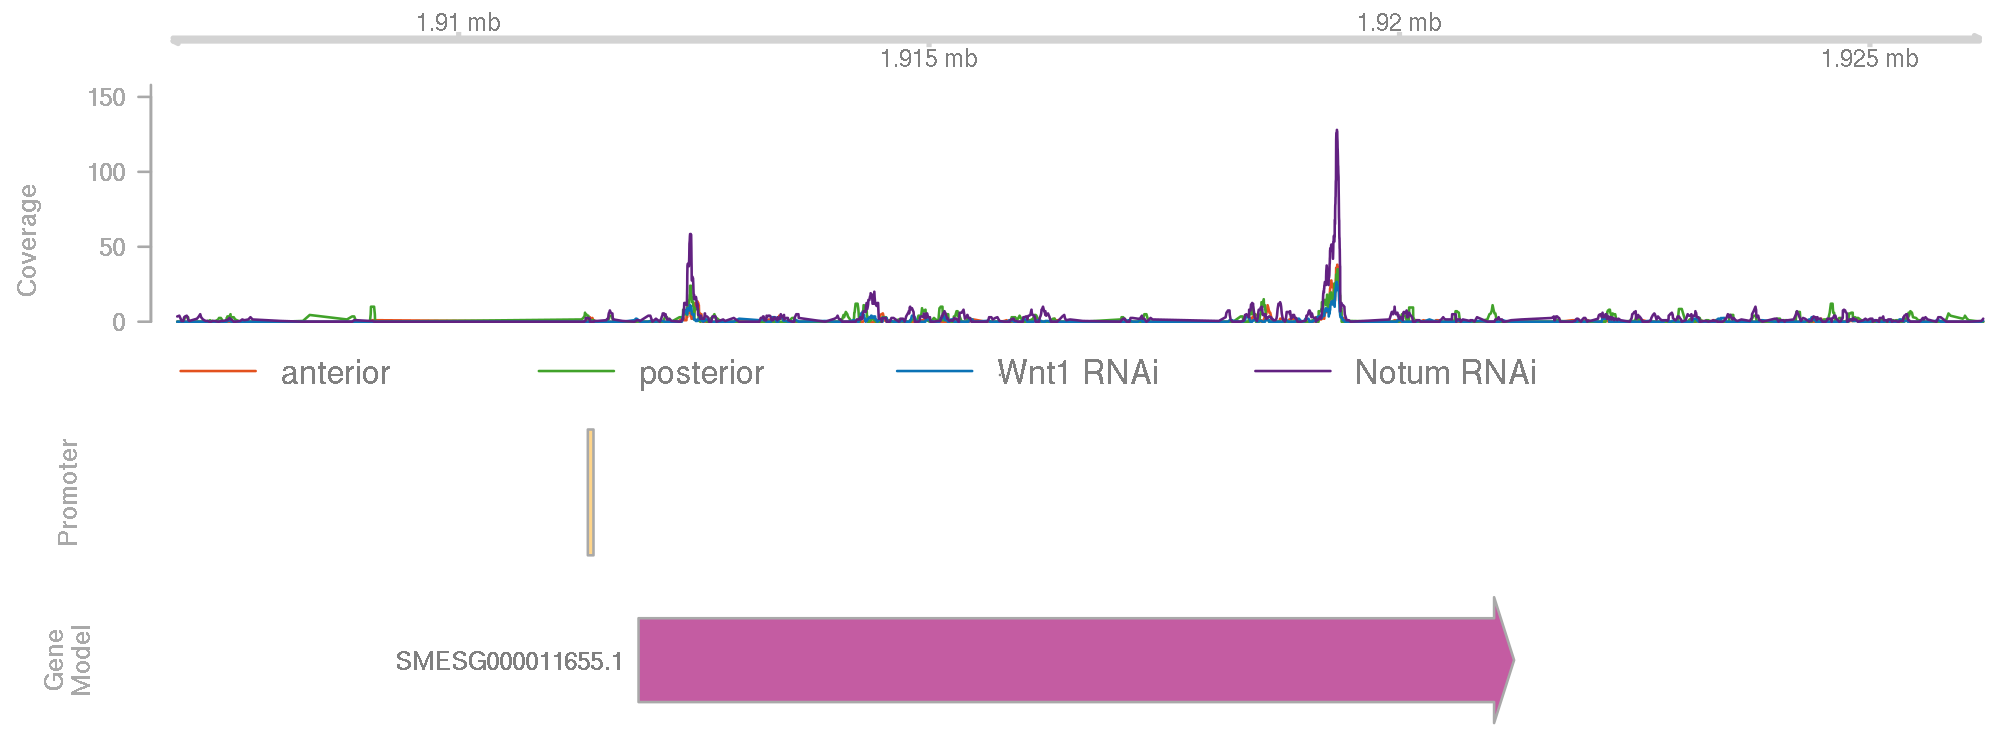 1.91 mb
1.92 mb
1.915 mb
1.925 mb
150
100
50
0
Coverage
anterior
posterior
Wnt1 RNAi
Notum RNAi
Promoter
Gene
Model
SMESG000011655.1